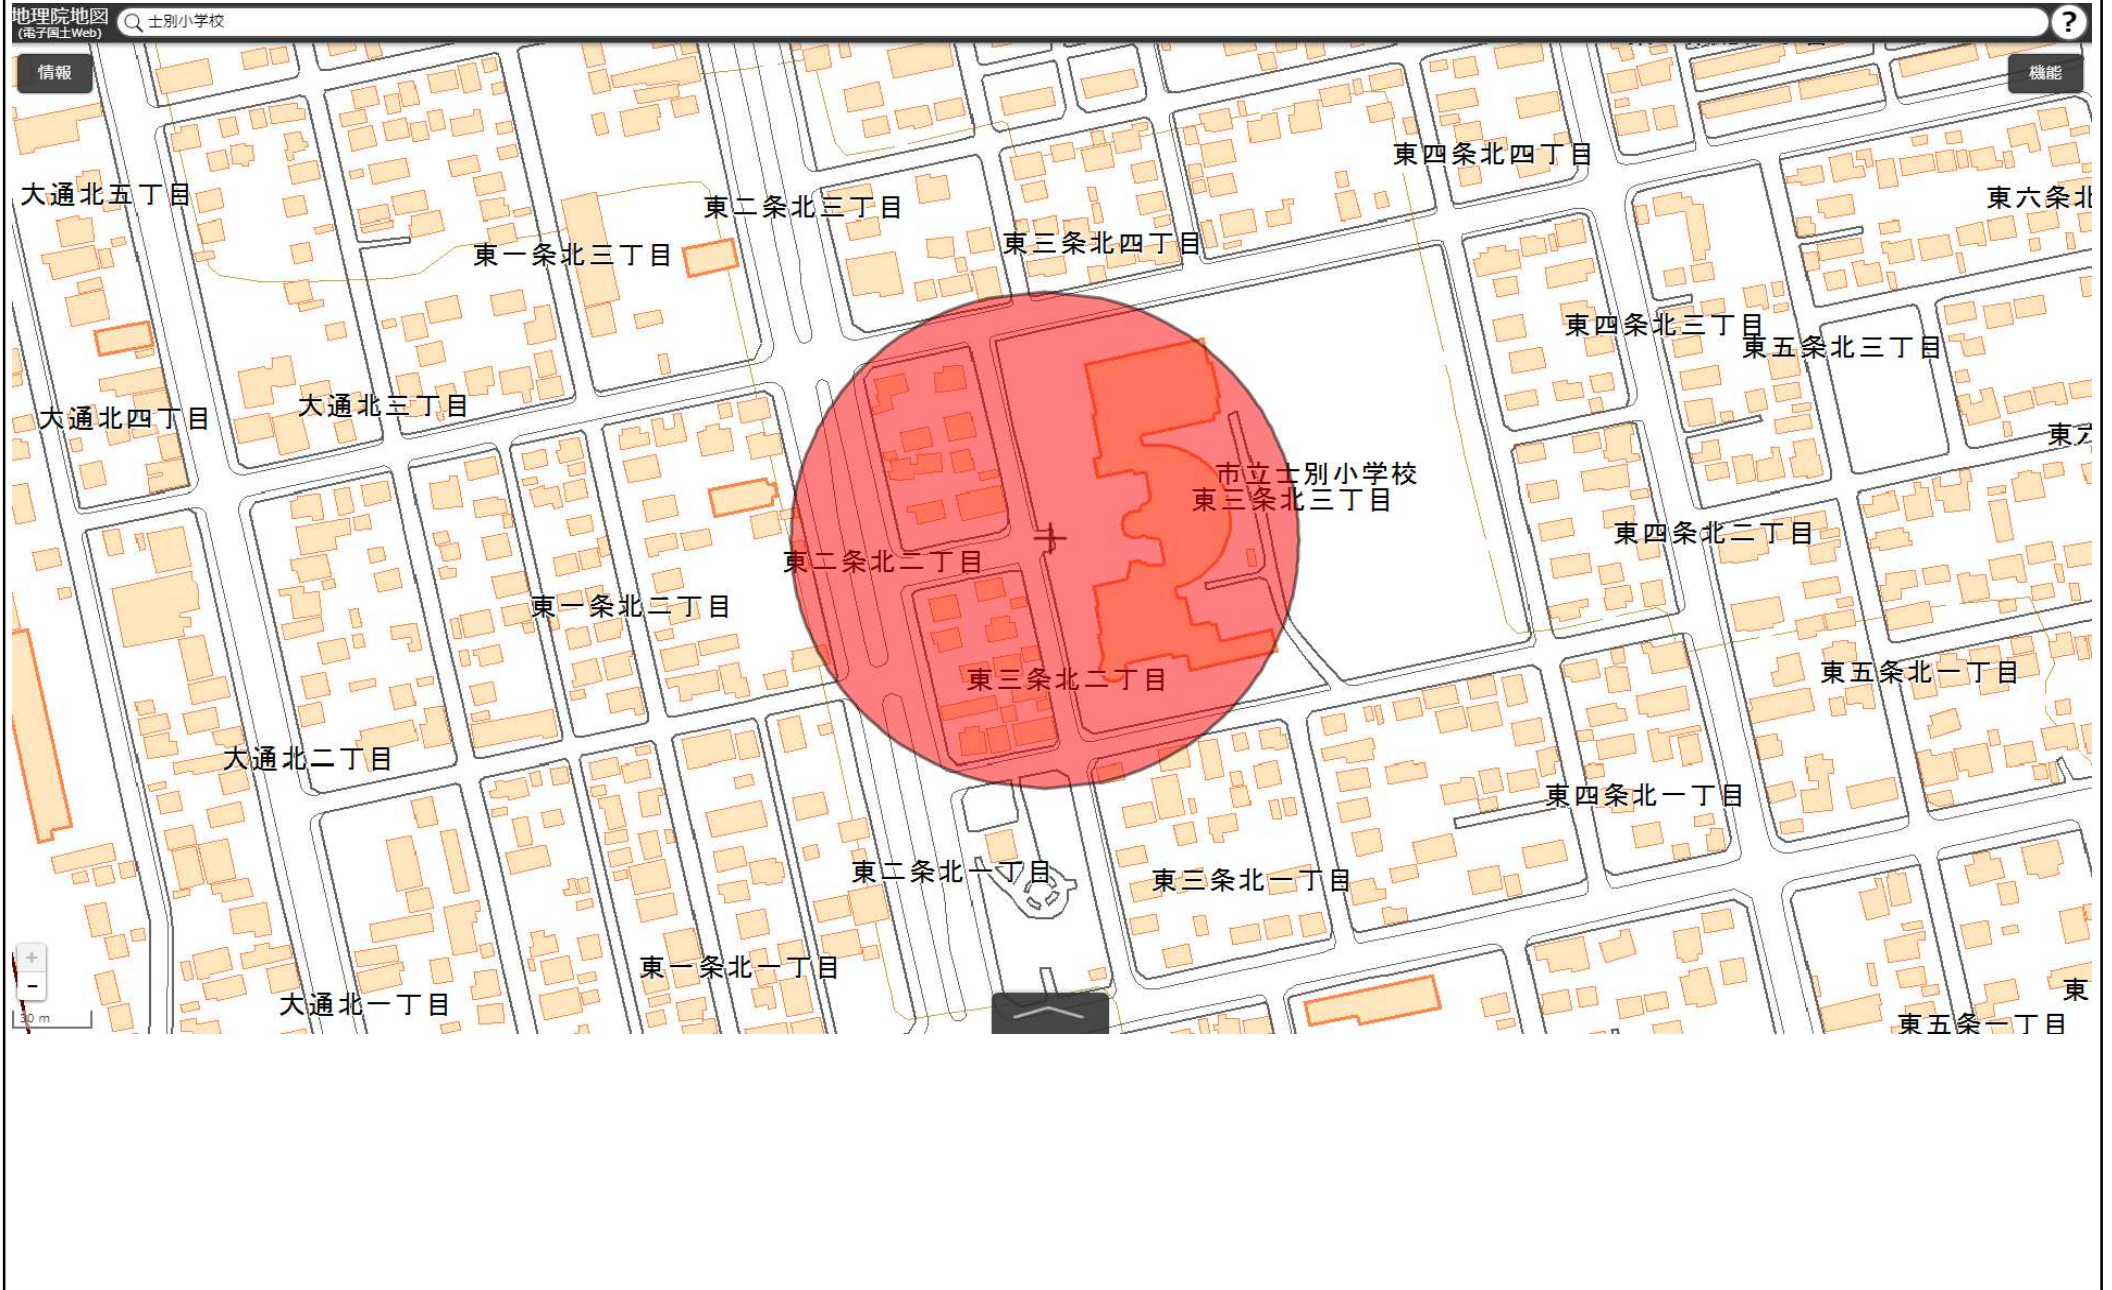 地理院地図
(電子国土Web)
士別小学校
?
情報
機能
東四条北四丁目
大通北五丁目
東二条北三丁目
東六条北
東一条北三丁目
東三条北四丁目
東四条北三丁目
東五条北三丁目
大通北三丁目
大通北四丁目
東六
市立士別小学校
東三条北三丁目
東四条北二丁目
東二条北二丁目
東一条北二丁目
東三条北二丁目
東五条北一丁目
大通北二丁目
東四条北一丁目
東二条北一丁目
東三条北一丁目
東一条北一丁目
+
-
東
大通北一丁目
30 m
東五条一丁目